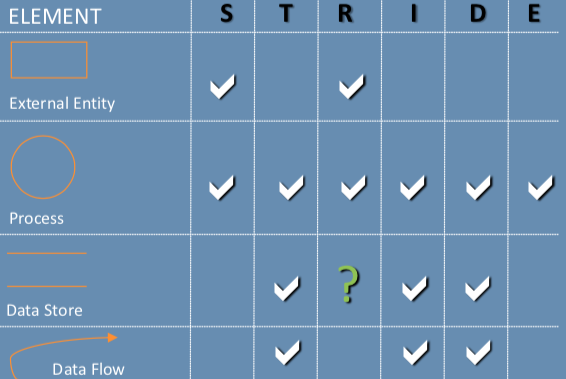 ELEMENT S T R I D E
External Entity
Process
?
Data Store
Data Flow